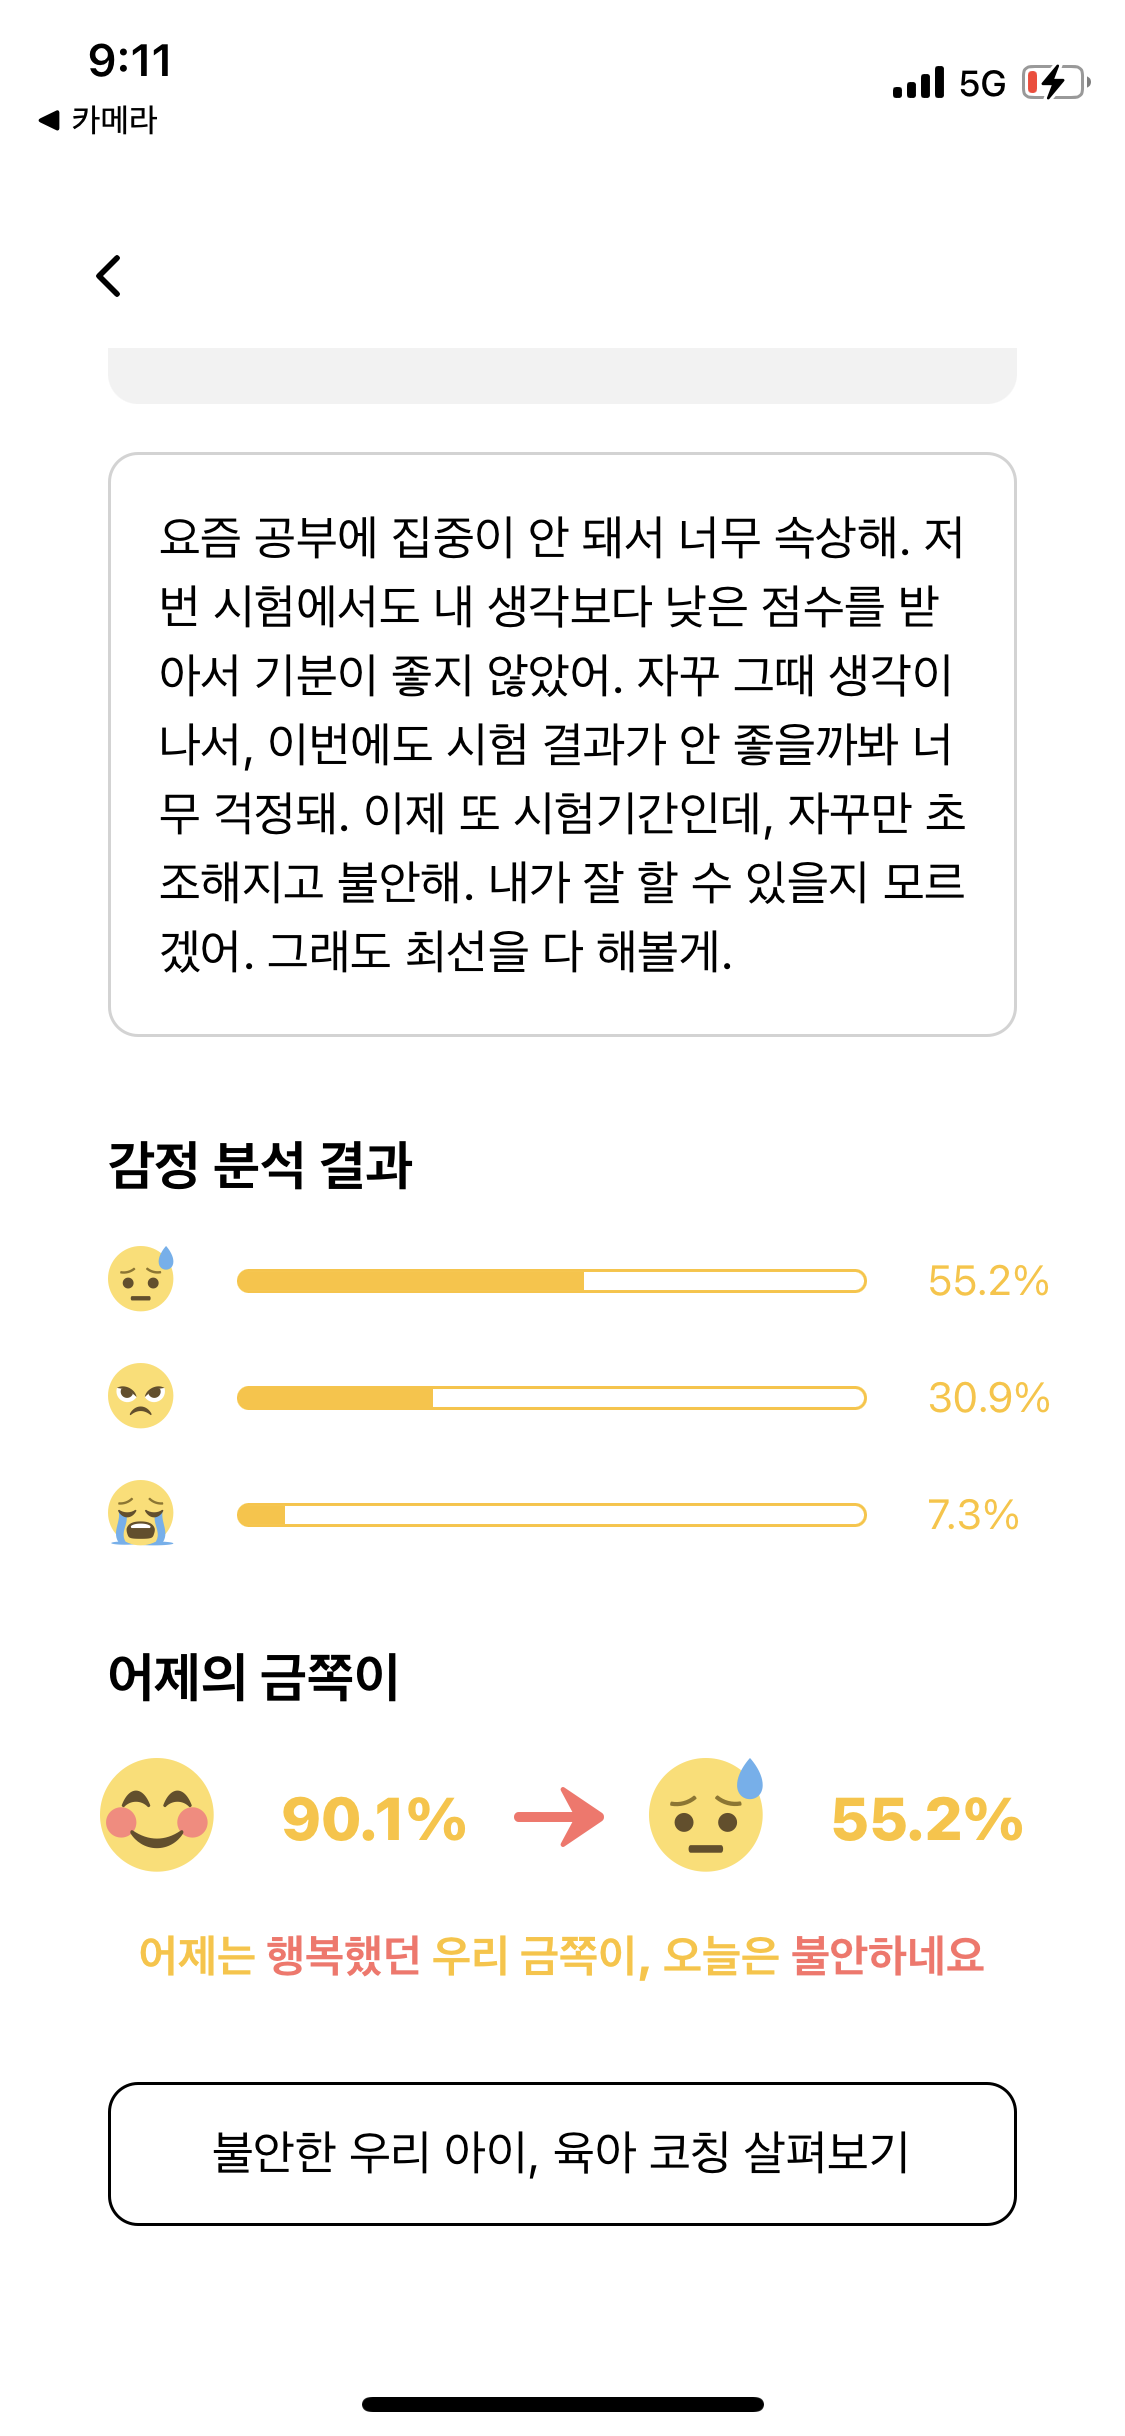 9:11
5G
◀ 카메라
요즘 공부에 집중이 안 돼서 너무 속상해. 저
번 시험에서도 내 생각보다 낮은 점수를 받
아서 기분이 좋지 않았어. 자꾸 그때 생각이
나서, 이번에도 시험 결과가 안 좋을까봐 너
무 걱정돼. 이제 또 시험기간인데, 자꾸만 초
조해지고 불안해. 내가 잘 할 수 있을지 모르
겠어. 그래도 최선을 다 해볼게.
감정 분석 결과
55.2%
30.9%
7.3%
어제의 금쪽이
90.1% 55.2%
어제는 행복했던 우리 금쪽이, 오늘은 불안하네요
불안한 우리 아이, 육아 코칭 살펴보기